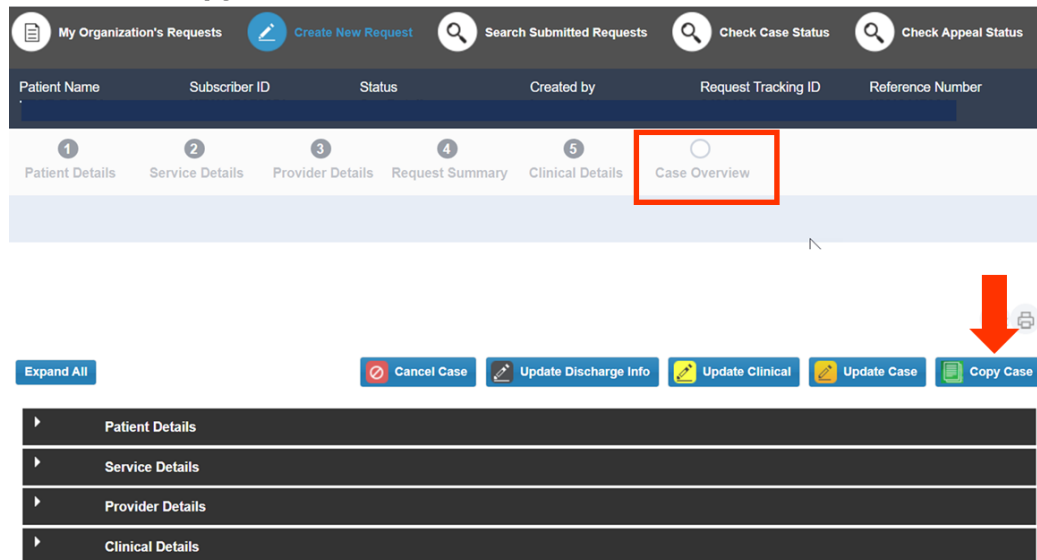 My Organization's Requests Create New Request Search Submitted Requests Check Case Status Check Appeal Status
Patient Name Subscriber ID Status Created by Request Tracking ID Reference Number
1 2 3 4 5
Patient Details Service Details Provider Details Request Summary Clinical Details Case Overview
Expand All Cancel Case Update Discharge Info Update Clinical Update Case Copy Case
Patient Details
Service Details
Provider Details
Clinical Details